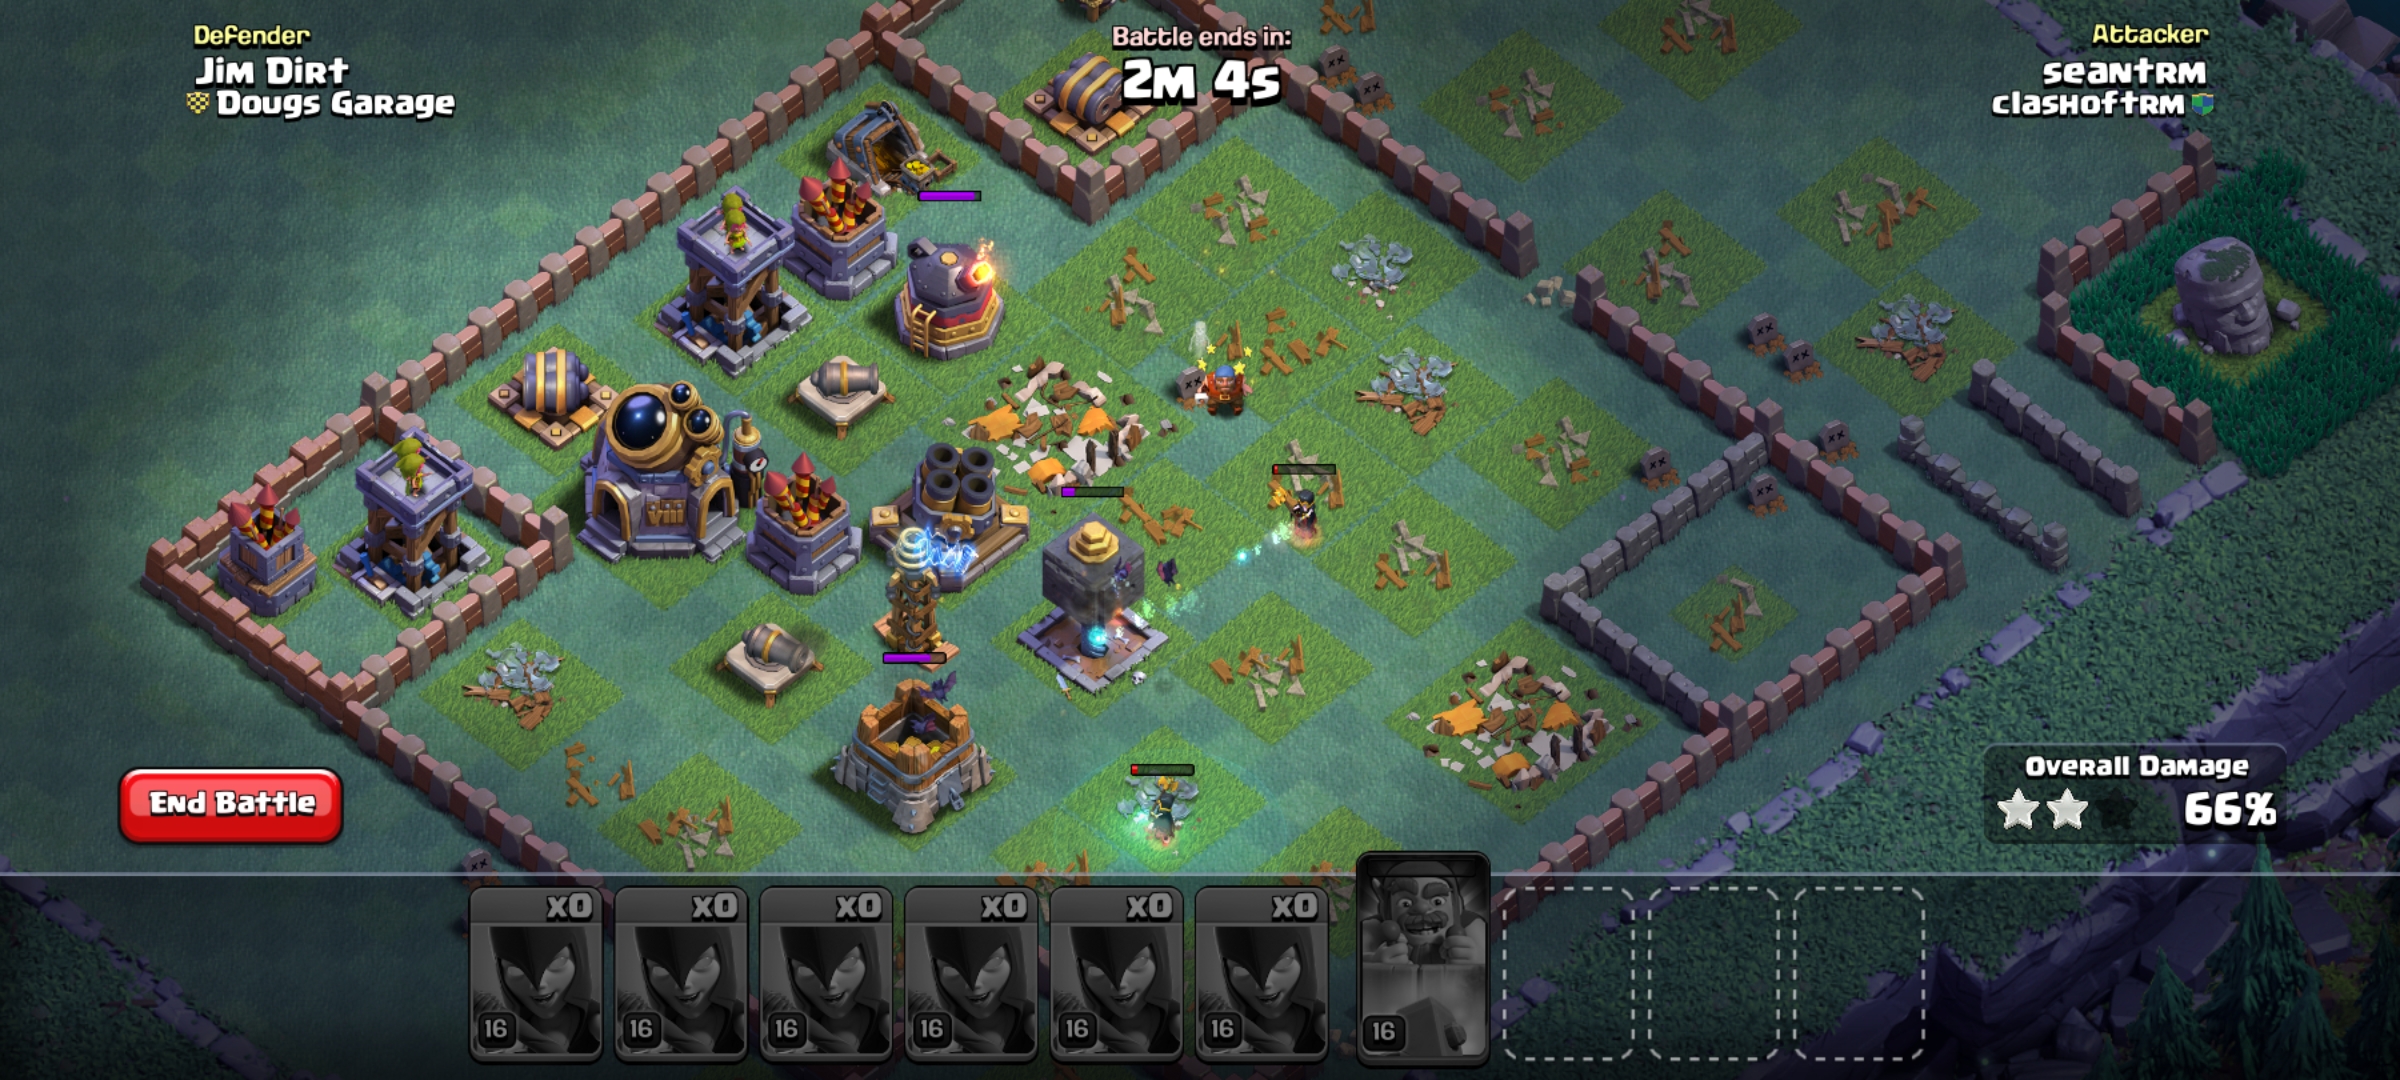 Defender
Jim Dirt
Dougs Garage
Battle ends in:
2M 4s
Attacker
seantrm
clashoftrm
VIII
End Battle
Overall Damage
66%
x0
x0
x0
x0
x0
x0
16
16
16
16
16
16
16